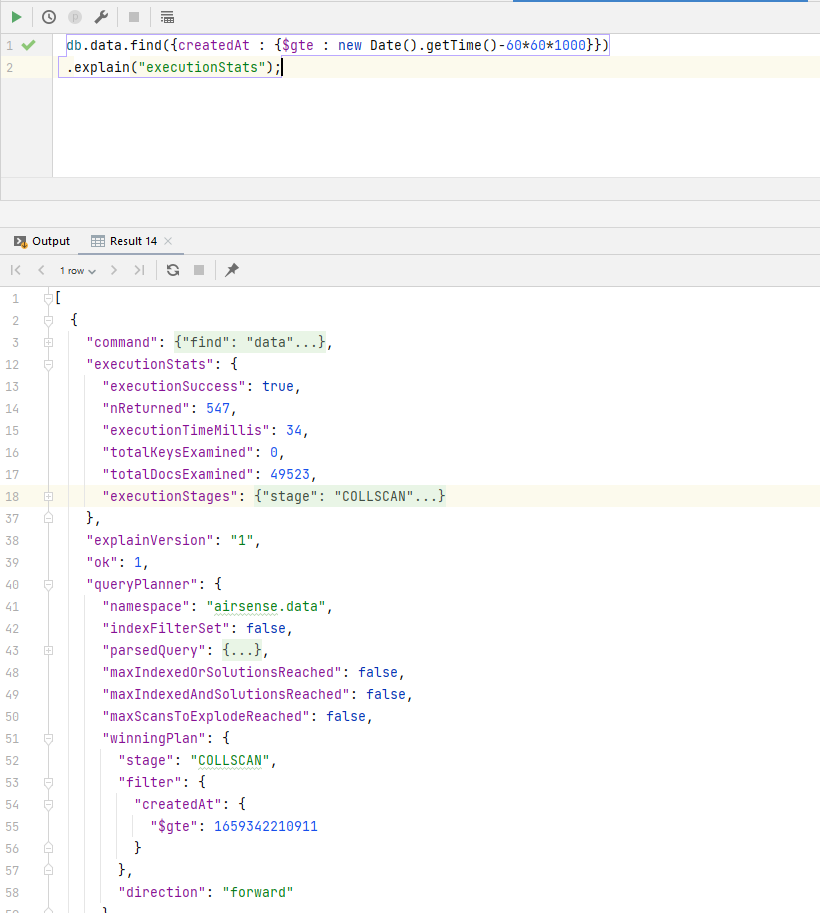 1 db.data.find({createdAt : {$gte : new Date().getTime()-60*60*1000}})
2 .explain("executionStats");
Output Result 14
1 row
1 [
2 {
3 "command": {"find": "data"...},
12 "executionStats": {
13 "executionSuccess": true,
14 "nReturned": 547,
15 "executionTimeMillis": 34,
16 "totalKeysExamined": 0,
17 "totalDocsExamined": 49523,
18 "executionStages": {"stage": "COLLSCAN"...}
37 },
38 "explainVersion": "1",
39 "ok": 1,
40 "queryPlanner": {
41 "namespace": "airsense.data",
42 "indexFilterSet": false,
43 "parsedQuery": {...},
48 "maxIndexedOrSolutionsReached": false,
49 "maxIndexedAndSolutionsReached": false,
50 "maxScansToExplodeReached": false,
51 "winningPlan": {
52 "stage": "COLLSCAN",
53 "filter": {
54 "createdAt": {
55 "$gte": 1659342210911
56 }
57 },
58 "direction": "forward"